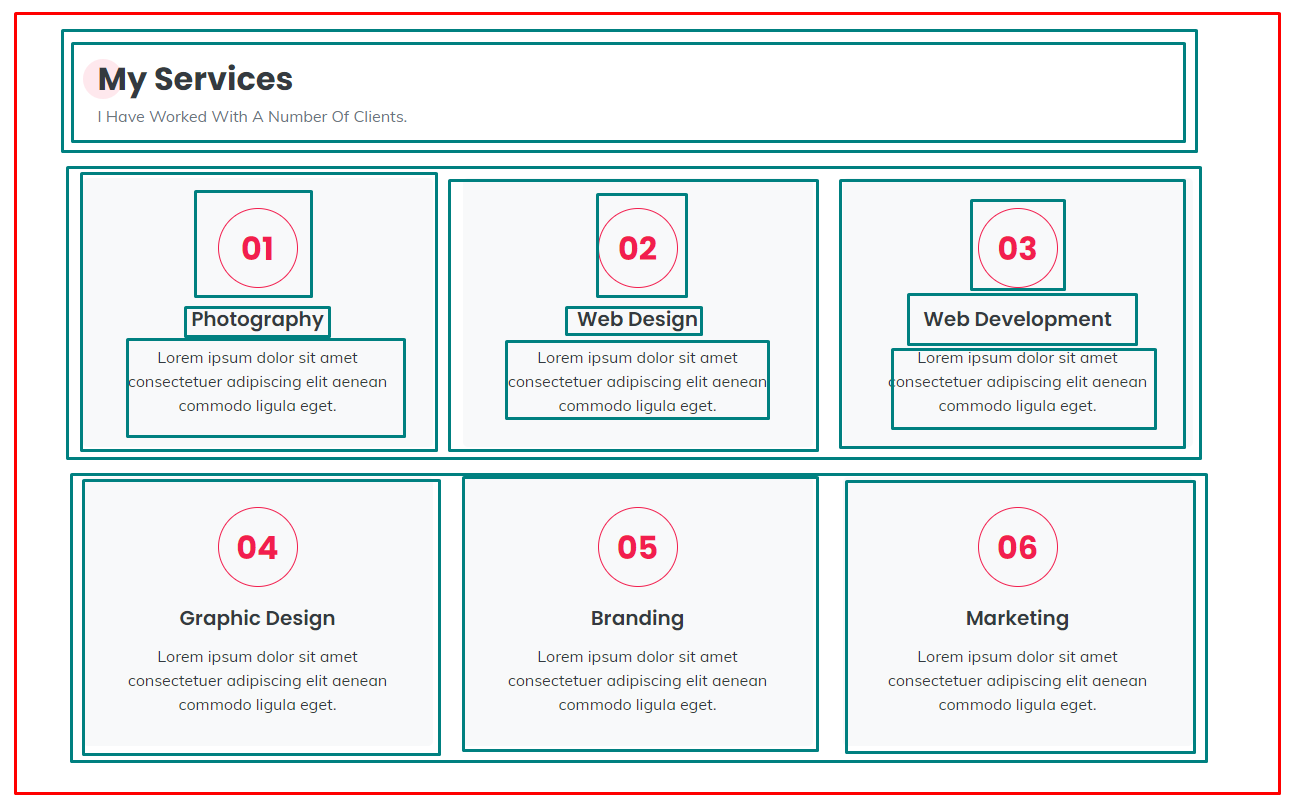 My Services
I Have Worked With A Number Of Clients.
01
Photography
Lorem ipsum dolor sit amet
consectetuer adipiscing elit aenean
commodo ligula eget.
02
Web Design
Lorem ipsum dolor sit amet
consectetuer adipiscing elit aenean
commodo ligula eget.
03
Web Development
Lorem ipsum dolor sit amet
consectetuer adipiscing elit aenean
commodo ligula eget.
04
Graphic Design
Lorem ipsum dolor sit amet
consectetuer adipiscing elit aenean
commodo ligula eget.
05
Branding
Lorem ipsum dolor sit amet
consectetuer adipiscing elit aenean
commodo ligula eget.
06
Marketing
Lorem ipsum dolor sit amet
consectetuer adipiscing elit aenean
commodo ligula eget.